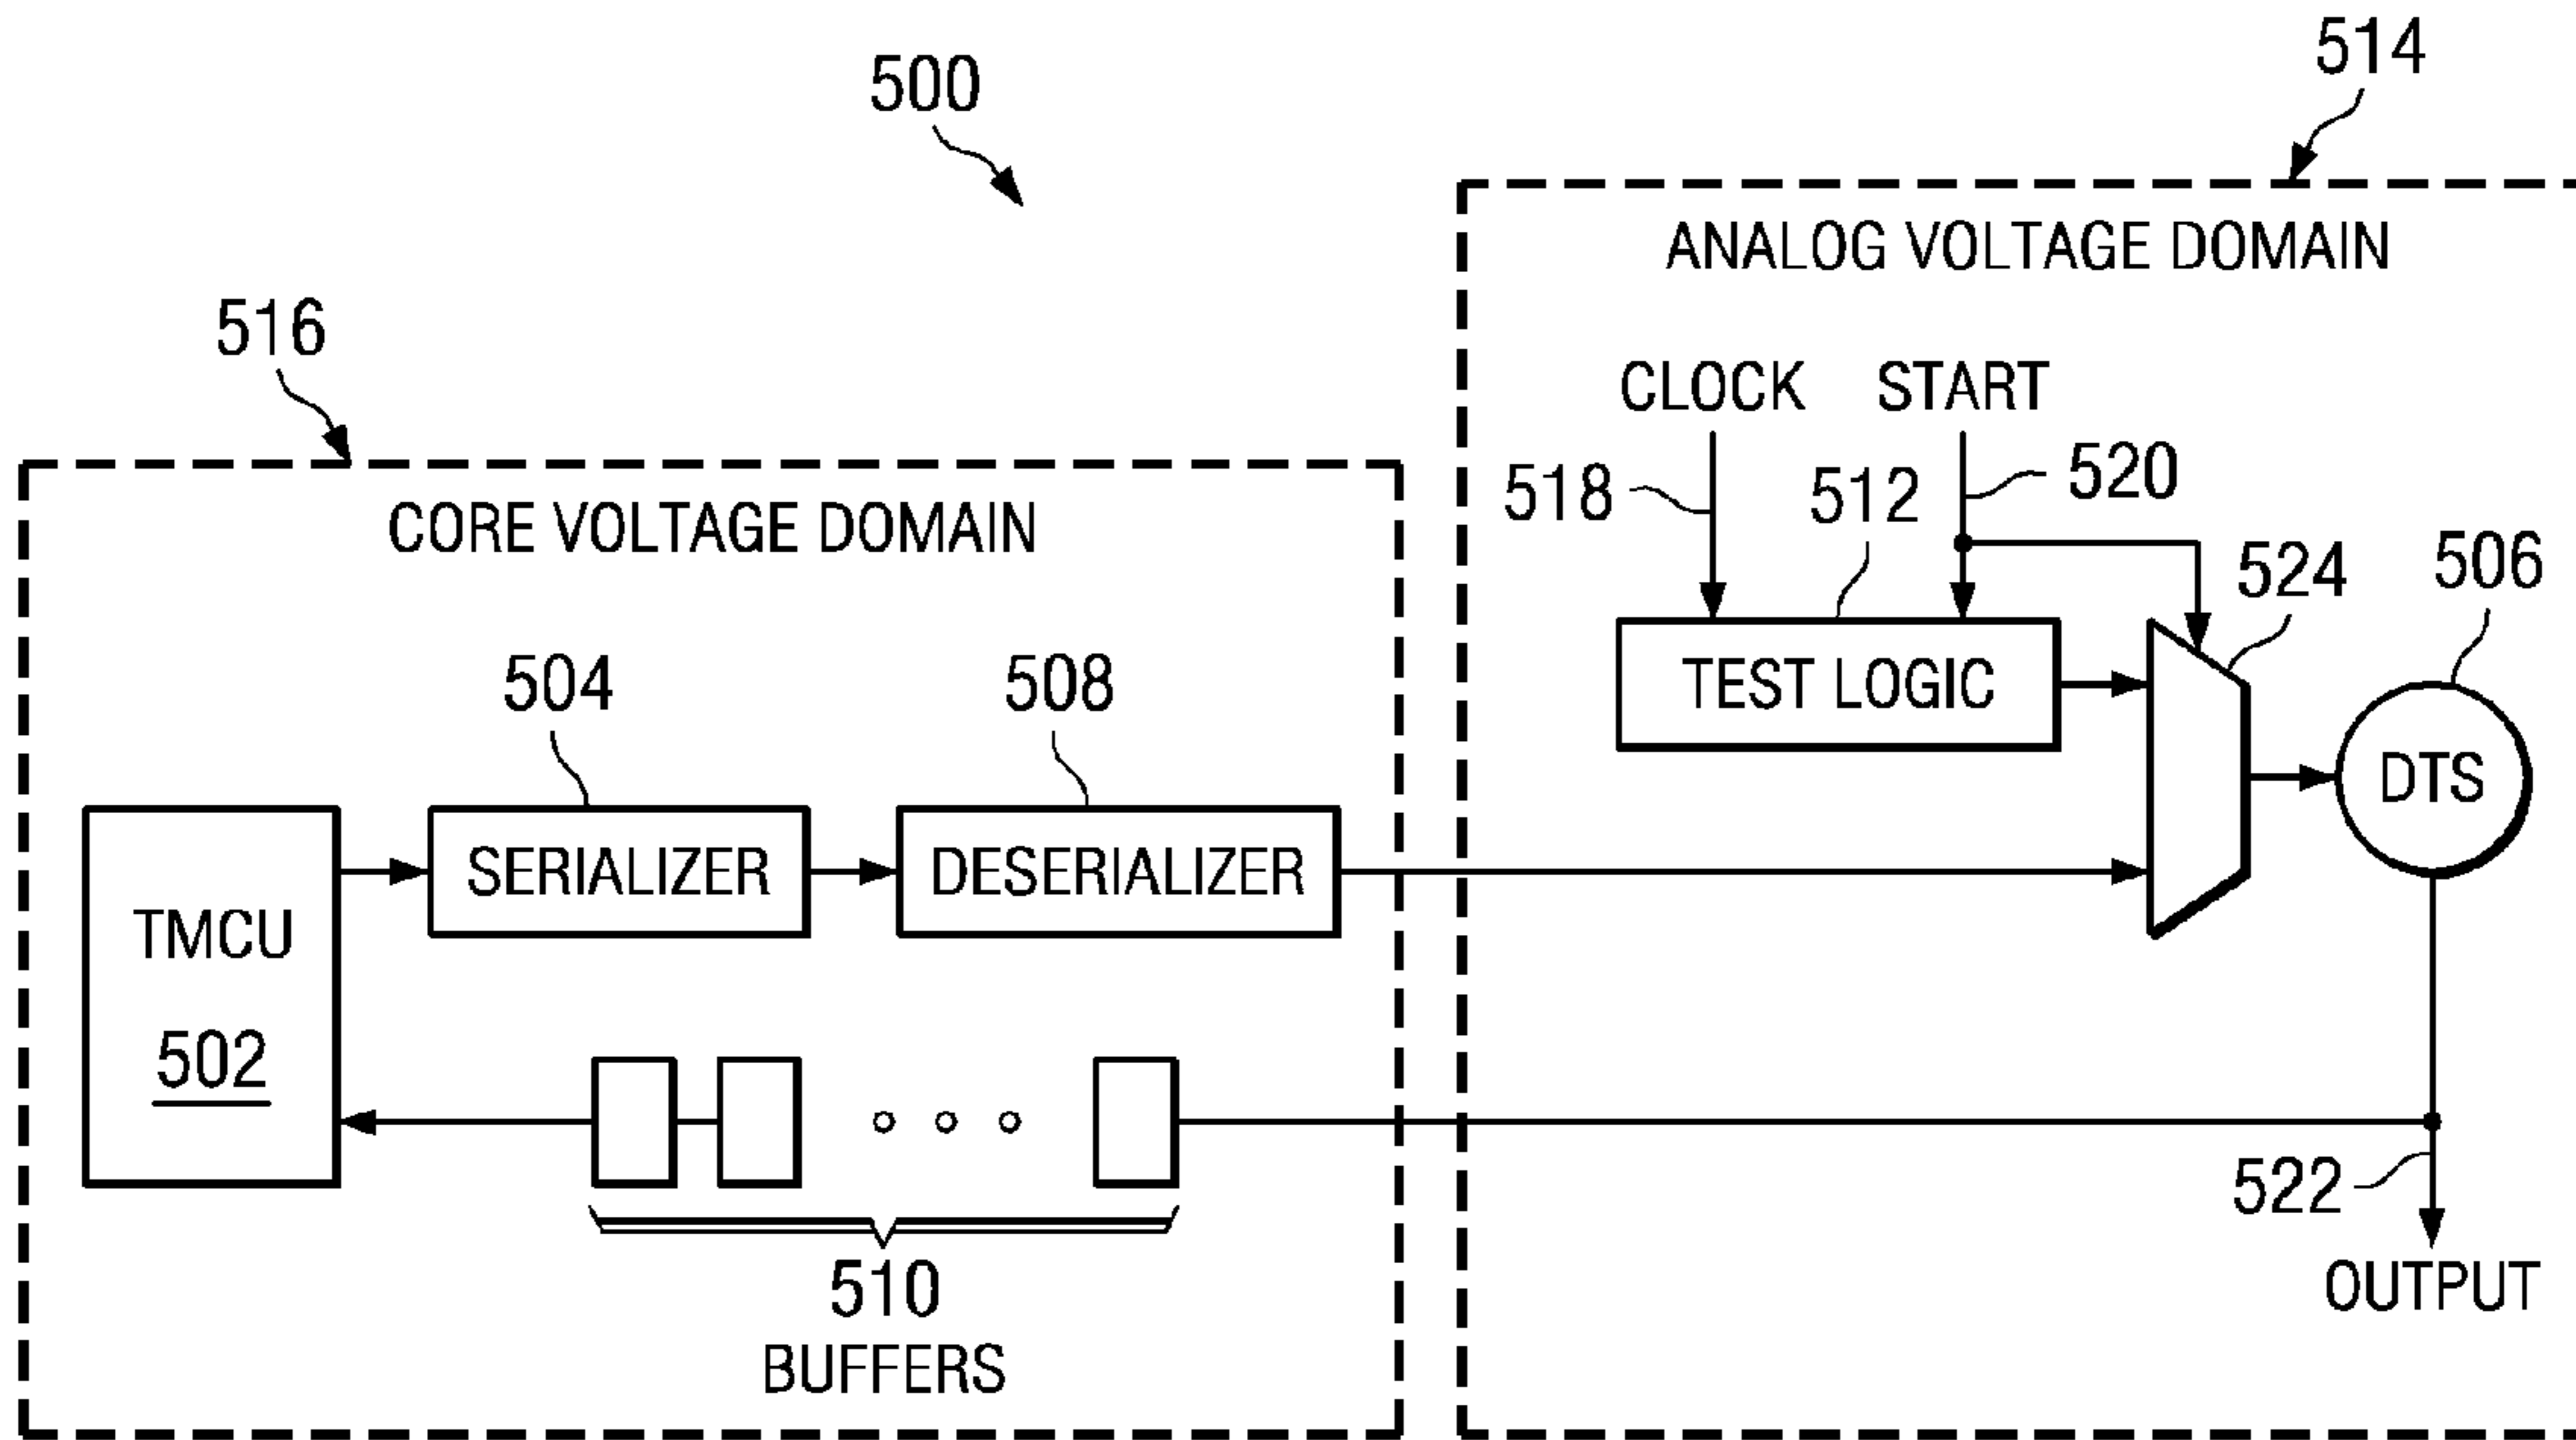 500
514
516
ANALOG VOLTAGE DOMAIN
CLOCK
START
518
512
520
524
506
CORE VOLTAGE DOMAIN
504
508
TEST LOGIC
DTS
TMCU
502
SERIALIZER
DESERIALIZER
510
BUFFERS
522
OUTPUT